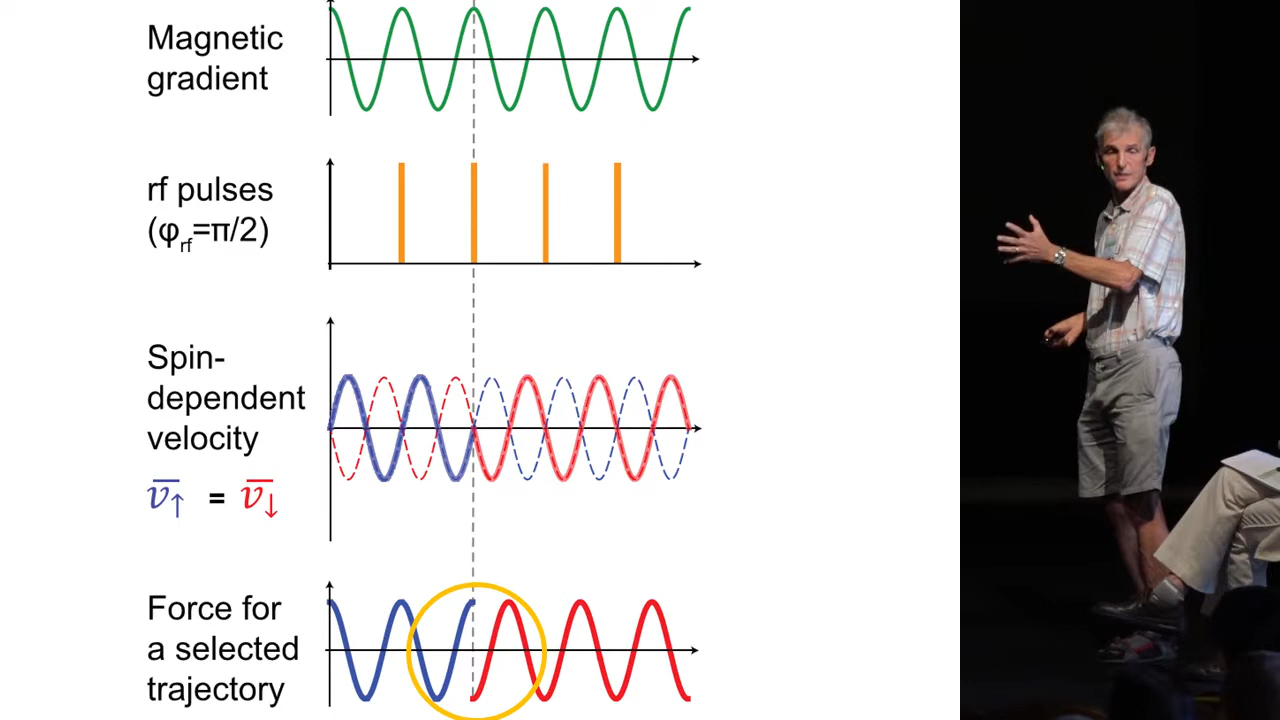 Magnetic
gradient
rf pulses
(φrf=π/2)
Spin-
dependent
velocity
v̅↑ = v̅↓
Force for
a selected
trajectory